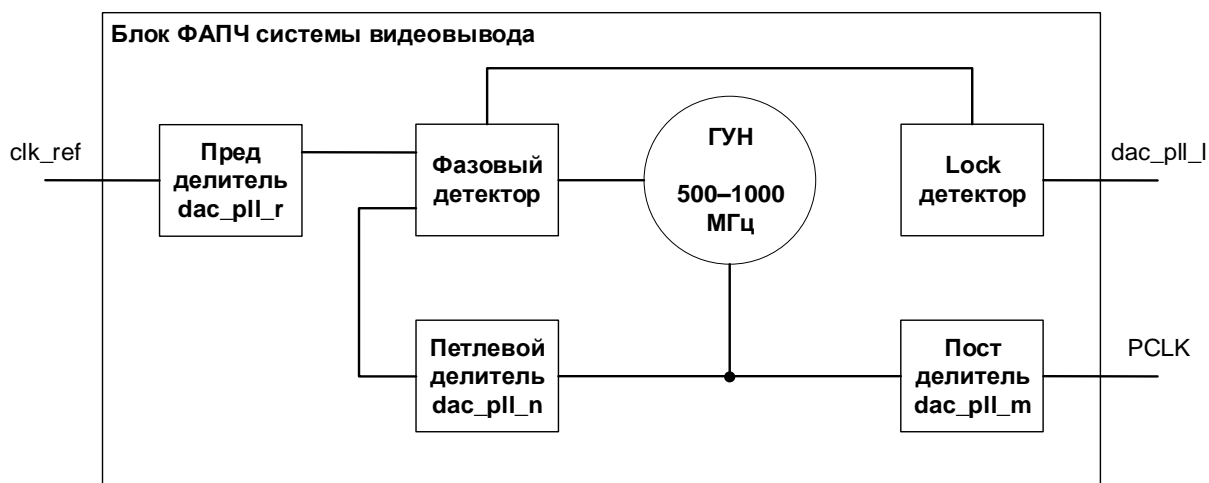 Блок ФАПЧ системы видеовывода
clk_ref
Пред
делитель
dac_pll_r
Фазовый
детектор
ГУН
500–1000
МГц
Lock
детектор
dac_pll_l
Петлевой
делитель
dac_pll_n
Пост
делитель
dac_pll_m
PCLK